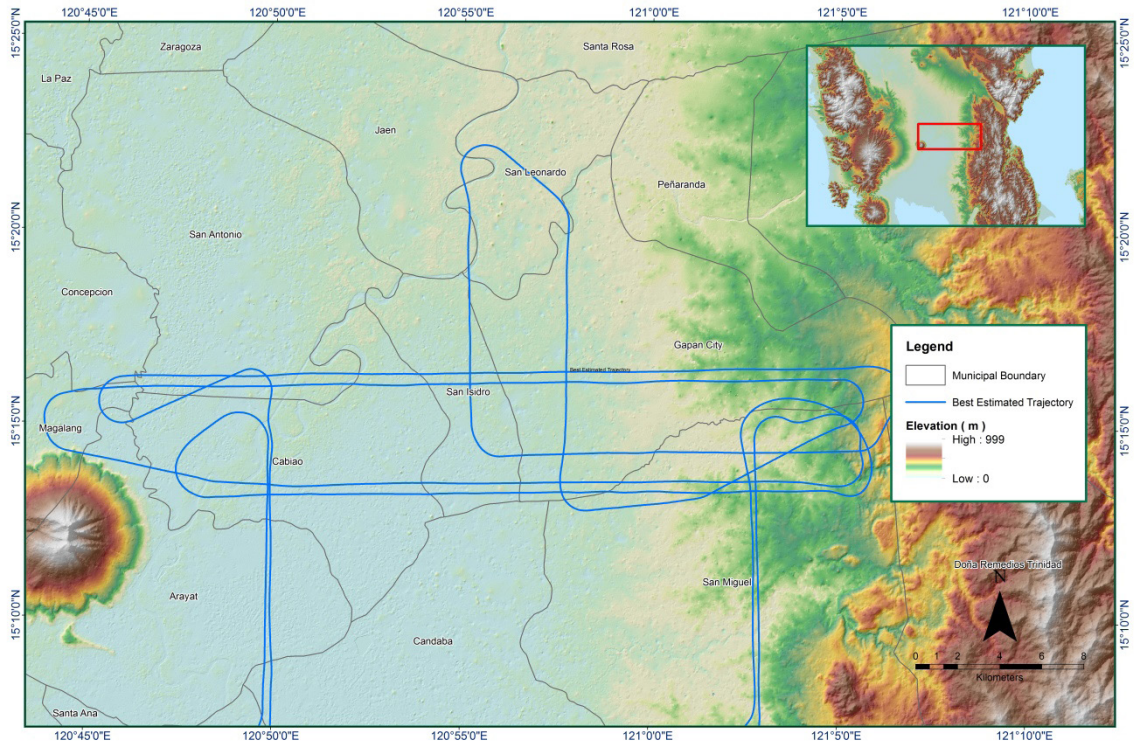 120°45'0"E 120°50'0"E 120°55'0"E 121°0'0"E 121°5'0"E 121°10'0"E
15°25'0"N
15°25'0"N
Zaragoza
Santa Rosa
La Paz
Jaen
San Leonardo
Peñaranda
15°20'0"N
15°20'0"N
San Antonio
Concepcion
Gapan City
Best Estimated Trajectory
San Isidro
Legend
Municipal Boundary
Best Estimated Trajectory
Elevation ( m )
High : 999
Low : 0
15°15'0"N
15°15'0"N
Magalang
Cabiao
San Miguel
Doña Remedios Trinidad
N
Arayat
15°10'0"N
15°10'0"N
Candaba
0 1 2 4 6 8
Kilometers
Santa Ana
120°45'0"E 120°50'0"E 120°55'0"E 121°0'0"E 121°5'0"E 121°10'0"E